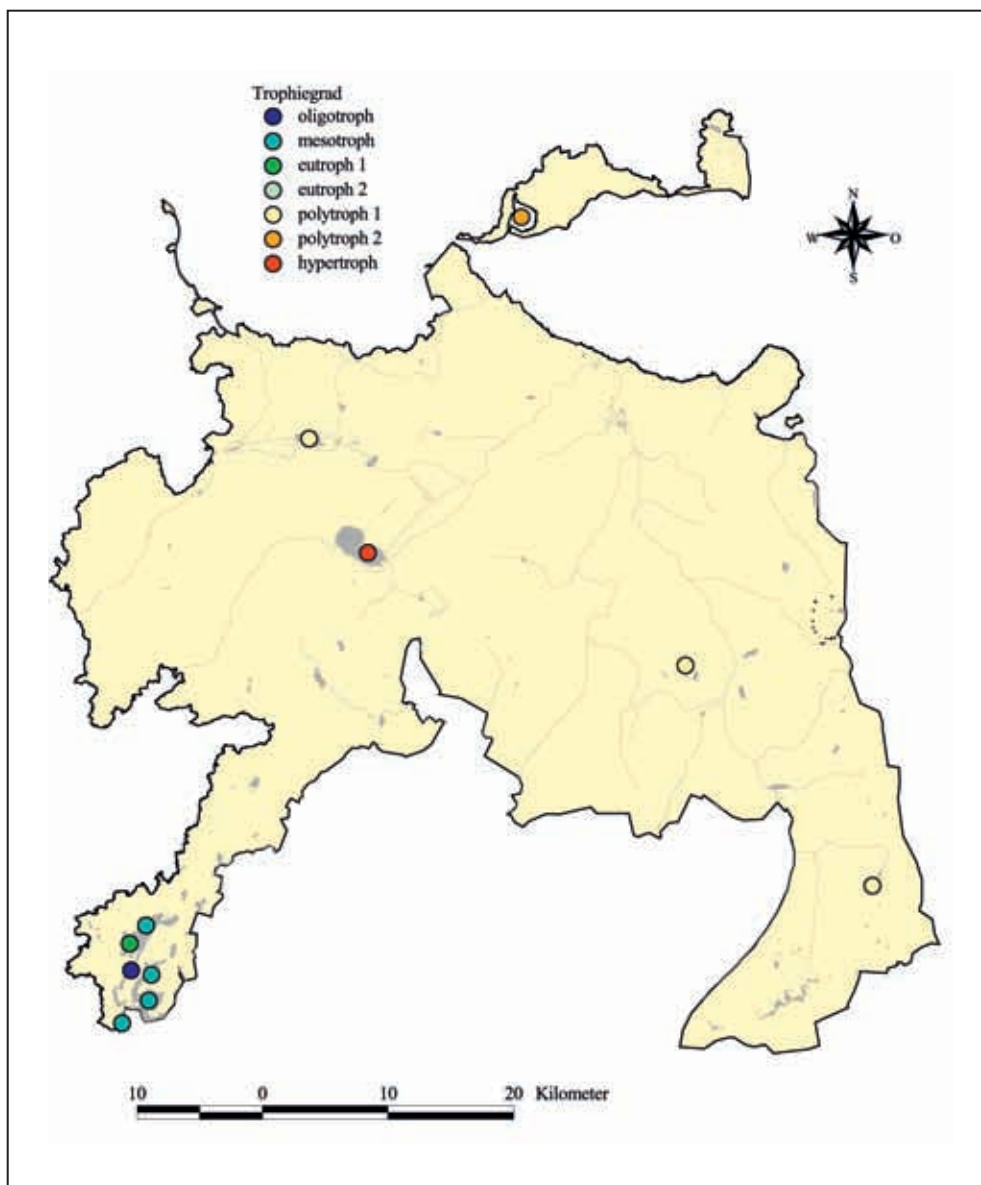 Trophiegrad
oligotroph
mesotroph
eutroph 1
eutroph 2
polytroph 1
polytroph 2
hypertroph
N
W O
S
10 0 10 20 Kilometer